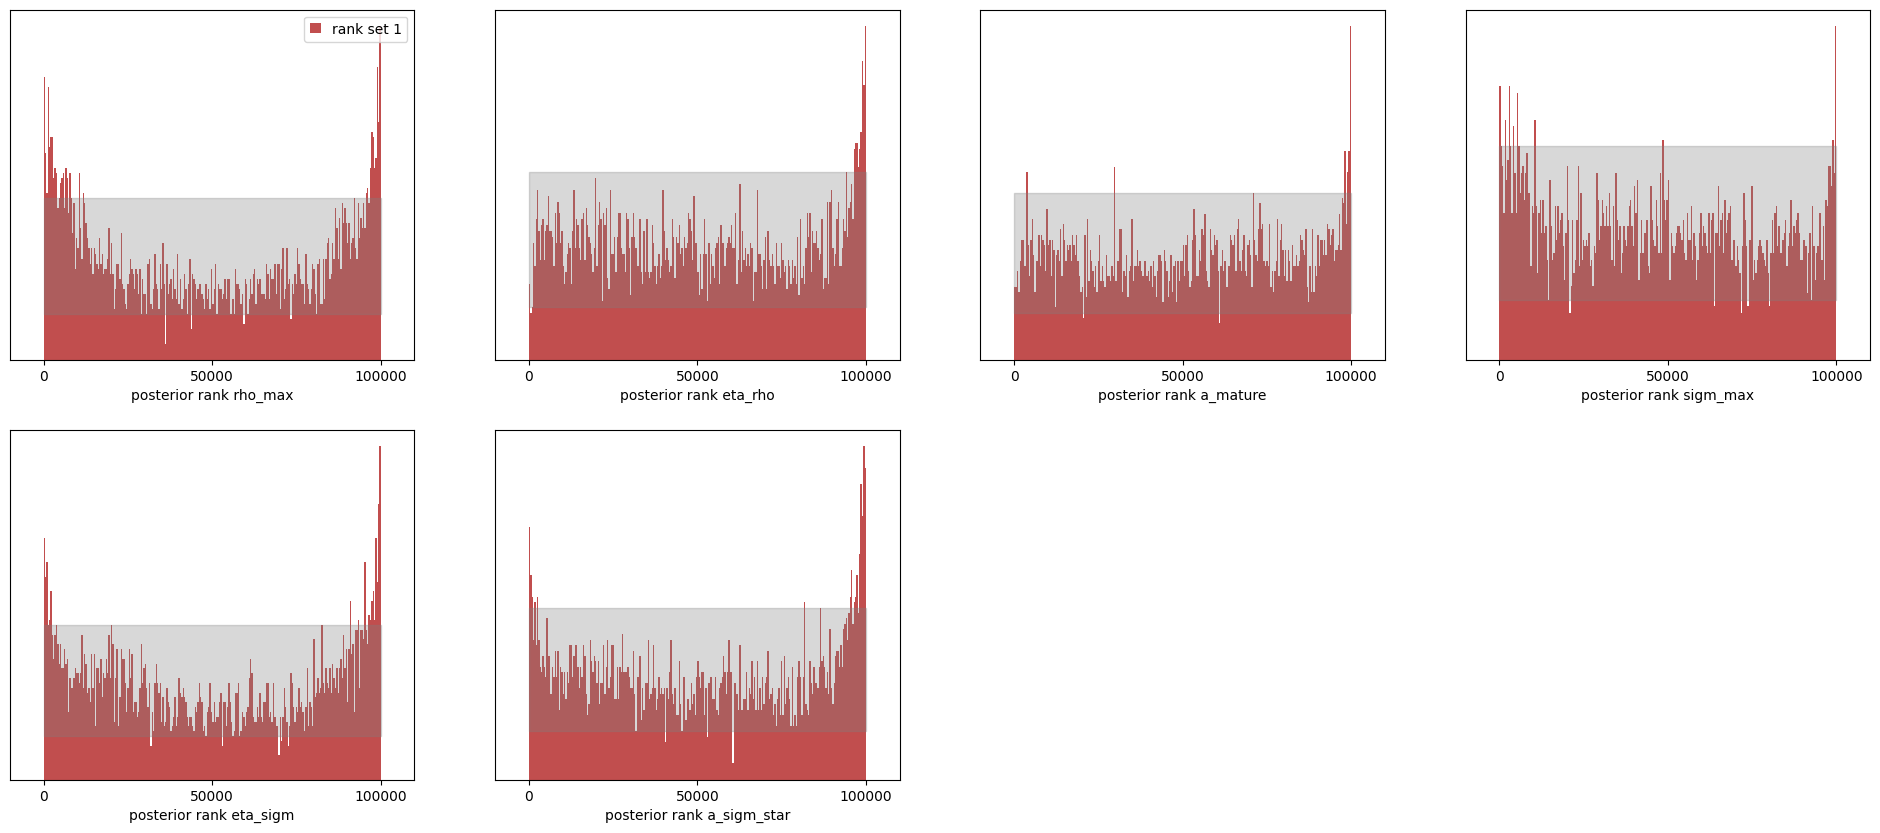 rank set 1
0 50000 100000
posterior rank rho_max
0 50000 100000
posterior rank eta_rho
0 50000 100000
posterior rank a_mature
0 50000 100000
posterior rank sigm_max
0 50000 100000
posterior rank eta_sigm
0 50000 100000
posterior rank a_sigm_star